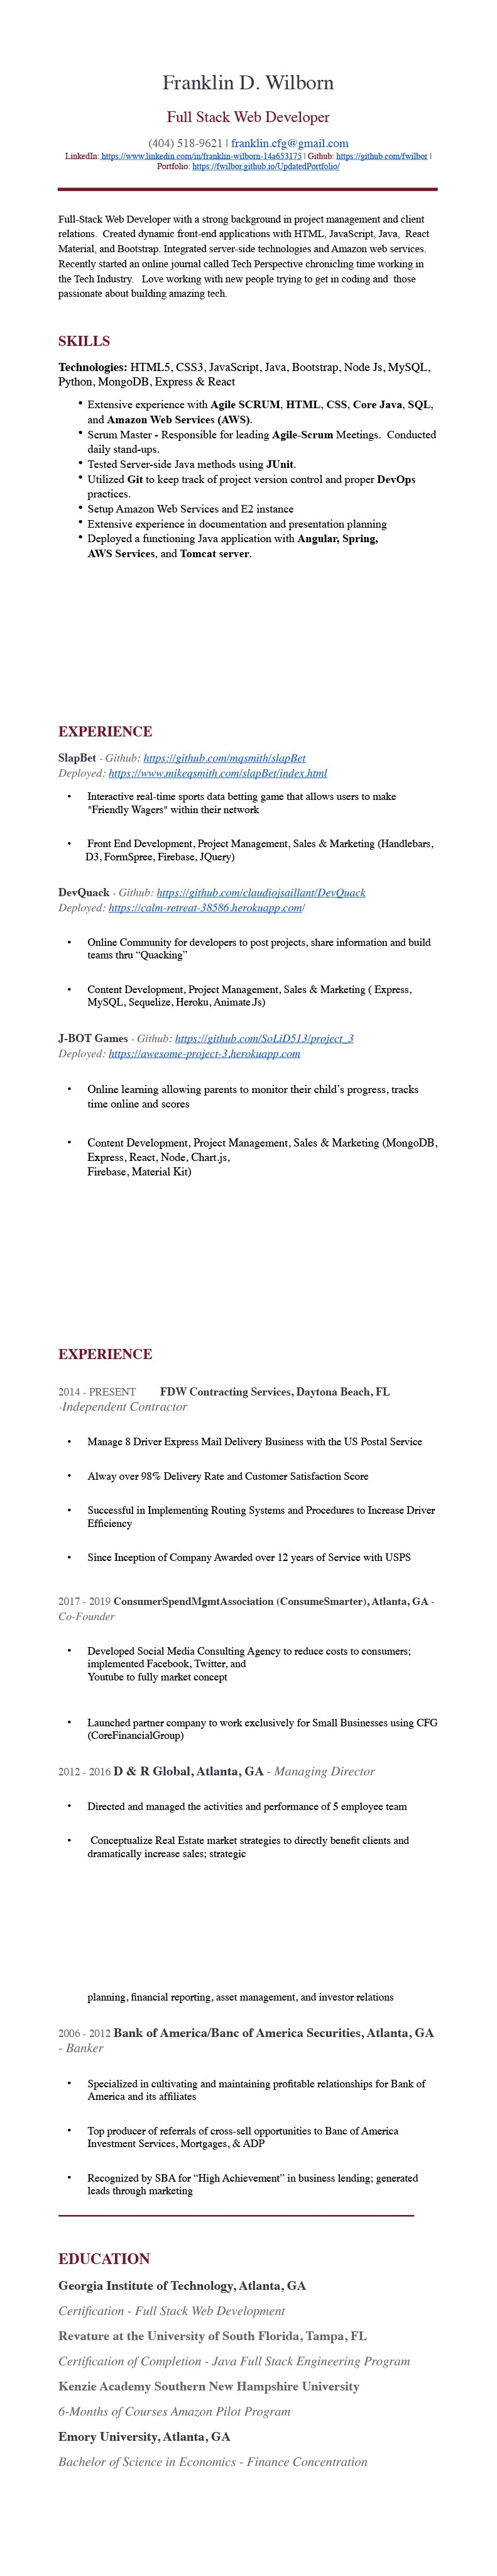 Franklin D. Wilborn
Full Stack Web Developer
(404) 518-9621 | franklin.cfg@gmail.com
LinkedIn: https://www.linkedin.com/in/franklin-wilborn-14a653175 | Github: https://github.com/fwilbor |
Portfolio: https://fwilbor.github.io/UpdatedPortfolio/
Full-Stack Web Developer with a strong background in project management and client
relations. Created dynamic front-end applications with HTML, JavaScript, Java, React
Material, and Bootstrap. Integrated server-side technologies and Amazon web services.
Recently started an online journal called Tech Perspective chronicling time working in
the Tech Industry. Love working with new people trying to get in coding and those
passionate about building amazing tech.
SKILLS
Technologies: HTML5, CSS3, JavaScript, Java, Bootstrap, Node Js, MySQL,
Python, MongoDB, Express & React
• Extensive experience with Agile SCRUM, HTML, CSS, Core Java, SQL,
and Amazon Web Services (AWS).
• Scrum Master - Responsible for leading Agile-Scrum Meetings. Conducted
daily stand-ups.
• Tested Server-side Java methods using JUnit.
• Utilized Git to keep track of project version control and proper DevOps
practices.
• Setup Amazon Web Services and E2 instance
• Extensive experience in documentation and presentation planning
• Deployed a functioning Java application with Angular, Spring,
AWS Services, and Tomcat server.
EXPERIENCE
SlapBet - Github: https://github.com/mqsmith/slapBet
Deployed: https://www.mikeqsmith.com/slapBet/index.html
• Interactive real-time sports data betting game that allows users to make
"Friendly Wagers" within their network
• Front End Development, Project Management, Sales & Marketing (Handlebars,
D3, FormSpree, Firebase, JQuery)
DevQuack - Github: https://github.com/claudiojsaillant/DevQuack
Deployed: https://calm-retreat-38586.herokuapp.com/
• Online Community for developers to post projects, share information and build
teams thru “Quacking”
• Content Development, Project Management, Sales & Marketing ( Express,
MySQL, Sequelize, Heroku, Animate.Js)
J-BOT Games - Github: https://github.com/SoLiD513/project_3
Deployed: https://awesome-project-3.herokuapp.com
• Online learning allowing parents to monitor their child’s progress, tracks
time online and scores
• Content Development, Project Management, Sales & Marketing (MongoDB,
Express, React, Node, Chart.js,
Firebase, Material Kit)
EXPERIENCE
2014 - PRESENT FDW Contracting Services, Daytona Beach, FL
-Independent Contractor
• Manage 8 Driver Express Mail Delivery Business with the US Postal Service
• Alway over 98% Delivery Rate and Customer Satisfaction Score
• Successful in Implementing Routing Systems and Procedures to Increase Driver
Efficiency
• Since Inception of Company Awarded over 12 years of Service with USPS
2017 - 2019 ConsumerSpendMgmtAssociation (ConsumeSmarter), Atlanta, GA -
Co-Founder
• Developed Social Media Consulting Agency to reduce costs to consumers;
implemented Facebook, Twitter, and
Youtube to fully market concept
• Launched partner company to work exclusively for Small Businesses using CFG
(CoreFinancialGroup)
2012 - 2016 D & R Global, Atlanta, GA - Managing Director
• Directed and managed the activities and performance of 5 employee team
• Conceptualize Real Estate market strategies to directly benefit clients and
dramatically increase sales; strategic
planning, financial reporting, asset management, and investor relations
2006 - 2012 Bank of America/Banc of America Securities, Atlanta, GA
- Banker
• Specialized in cultivating and maintaining profitable relationships for Bank of
America and its affiliates
• Top producer of referrals of cross-sell opportunities to Banc of America
Investment Services, Mortgages, & ADP
• Recognized by SBA for “High Achievement” in business lending; generated
leads through marketing
EDUCATION
Georgia Institute of Technology, Atlanta, GA
Certification - Full Stack Web Development
Revature at the University of South Florida, Tampa, FL
Certification of Completion - Java Full Stack Engineering Program
Kenzie Academy Southern New Hampshire University
6-Months of Courses Amazon Pilot Program
Emory University, Atlanta, GA
Bachelor of Science in Economics - Finance Concentration